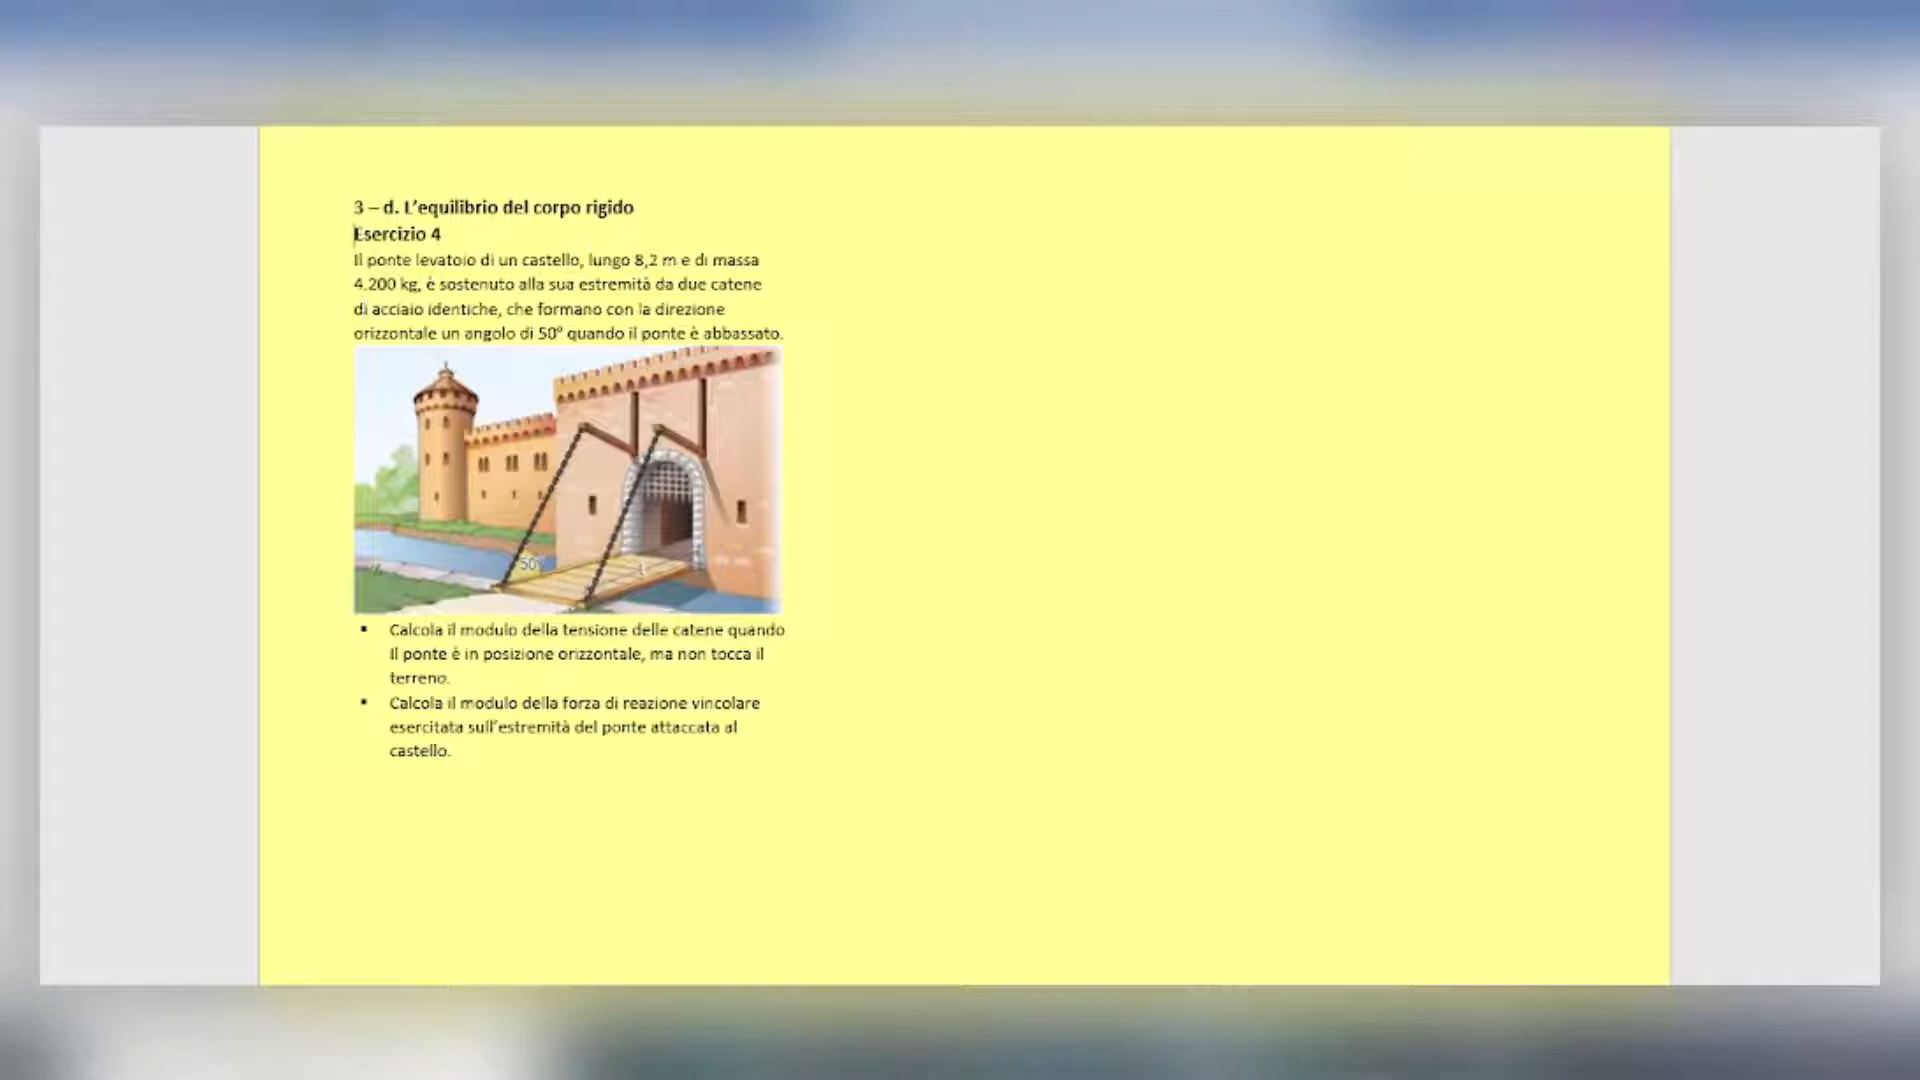 3 – d. L'equilibrio del corpo rigido
Esercizio 4
Il ponte levatoio di un castello, lungo 8,2 m e di massa
4.200 kg, è sostenuto alla sua estremità da due catene
di acciaio identiche, che formano con la direzione
orizzontale un angolo di 50° quando il ponte è abbassato.
50°
▪ Calcola il modulo della tensione delle catene quando
Il ponte è in posizione orizzontale, ma non tocca il
terreno.
▪ Calcola il modulo della forza di reazione vincolare
esercitata sull'estremità del ponte attaccata al
castello.